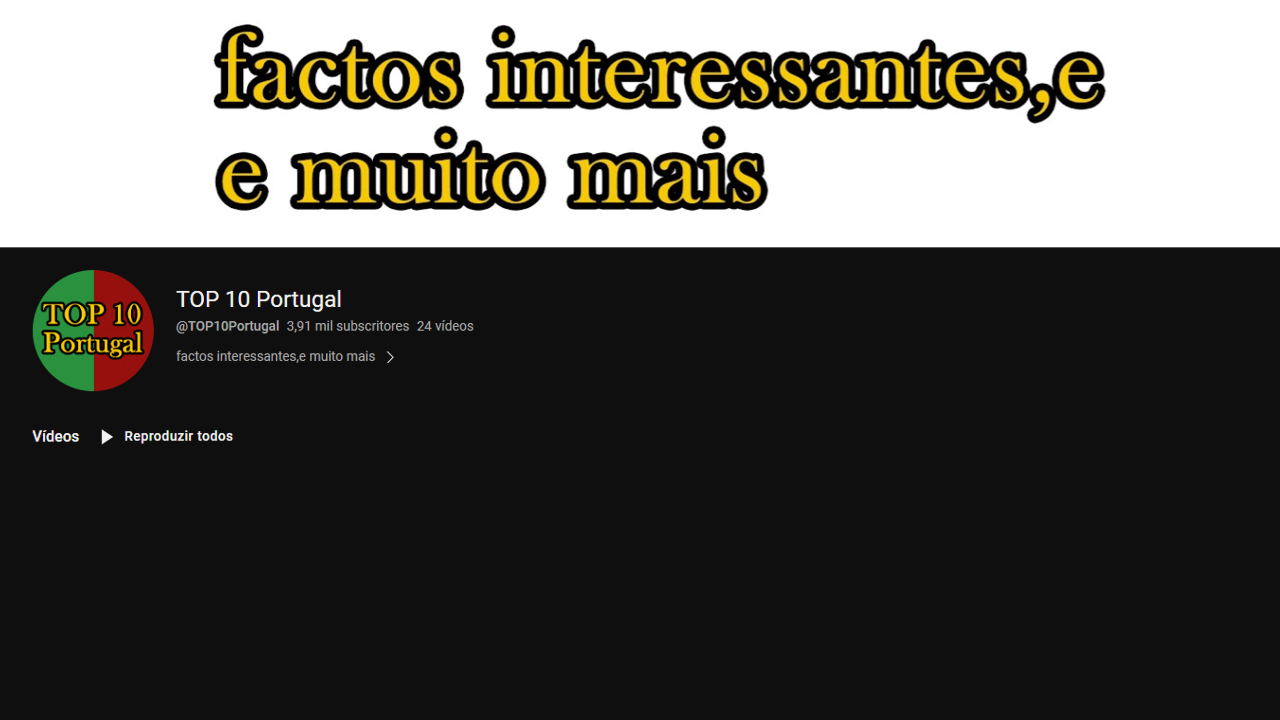 factos interessantes,e
e muito mais
TOP 10
Portugal
TOP 10 Portugal
@TOP10Portugal 3,91 mil subscritores 24 vídeos
factos interessantes,e muito mais
Vídeos Reproduzir todos